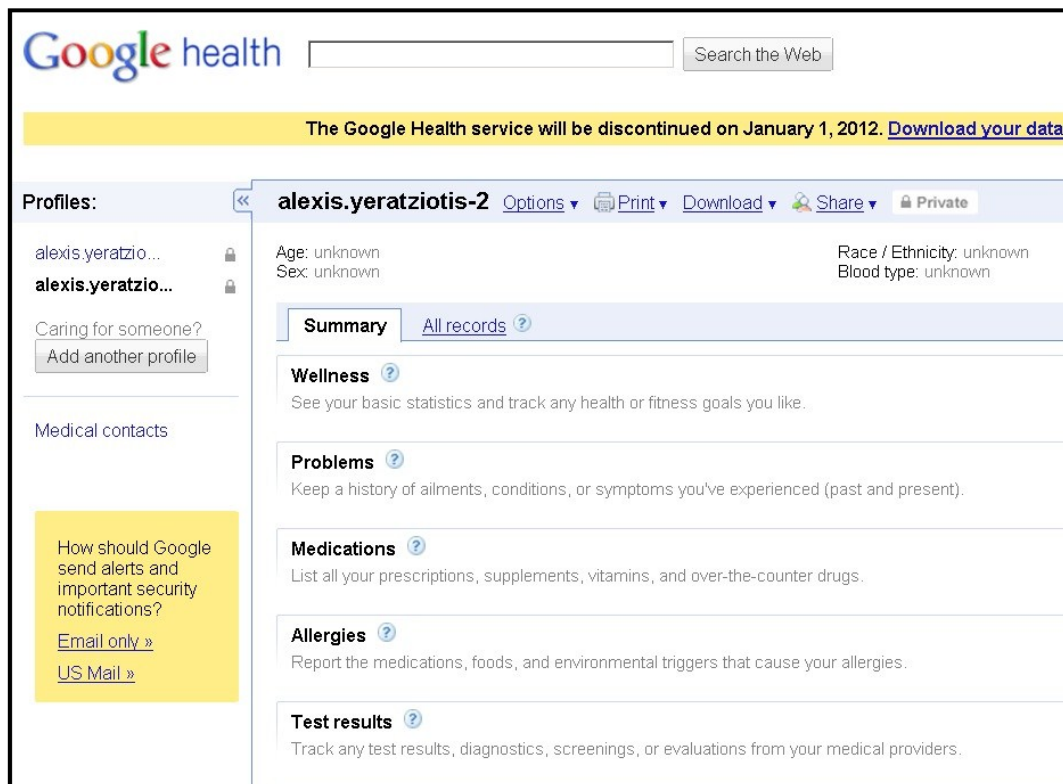 Google health
Search the Web
The Google Health service will be discontinued on January 1, 2012. Download your data
Profiles:
alexis.yeratzio...
alexis.yeratzio...
Caring for someone?
Add another profile
Medical contacts
How should Google
send alerts and
important security
notifications?
Email only »
US Mail »
«
alexis.yeratziotis-2 Options ▾ Print ▾ Download ▾ Share ▾ Private
Age: unknown
Sex: unknown
Race / Ethnicity: unknown
Blood type: unknown
Summary All records ?
Wellness ?
See your basic statistics and track any health or fitness goals you like.
Problems ?
Keep a history of ailments, conditions, or symptoms you've experienced (past and present).
Medications ?
List all your prescriptions, supplements, vitamins, and over-the-counter drugs.
Allergies ?
Report the medications, foods, and environmental triggers that cause your allergies.
Test results ?
Track any test results, diagnostics, screenings, or evaluations from your medical providers.